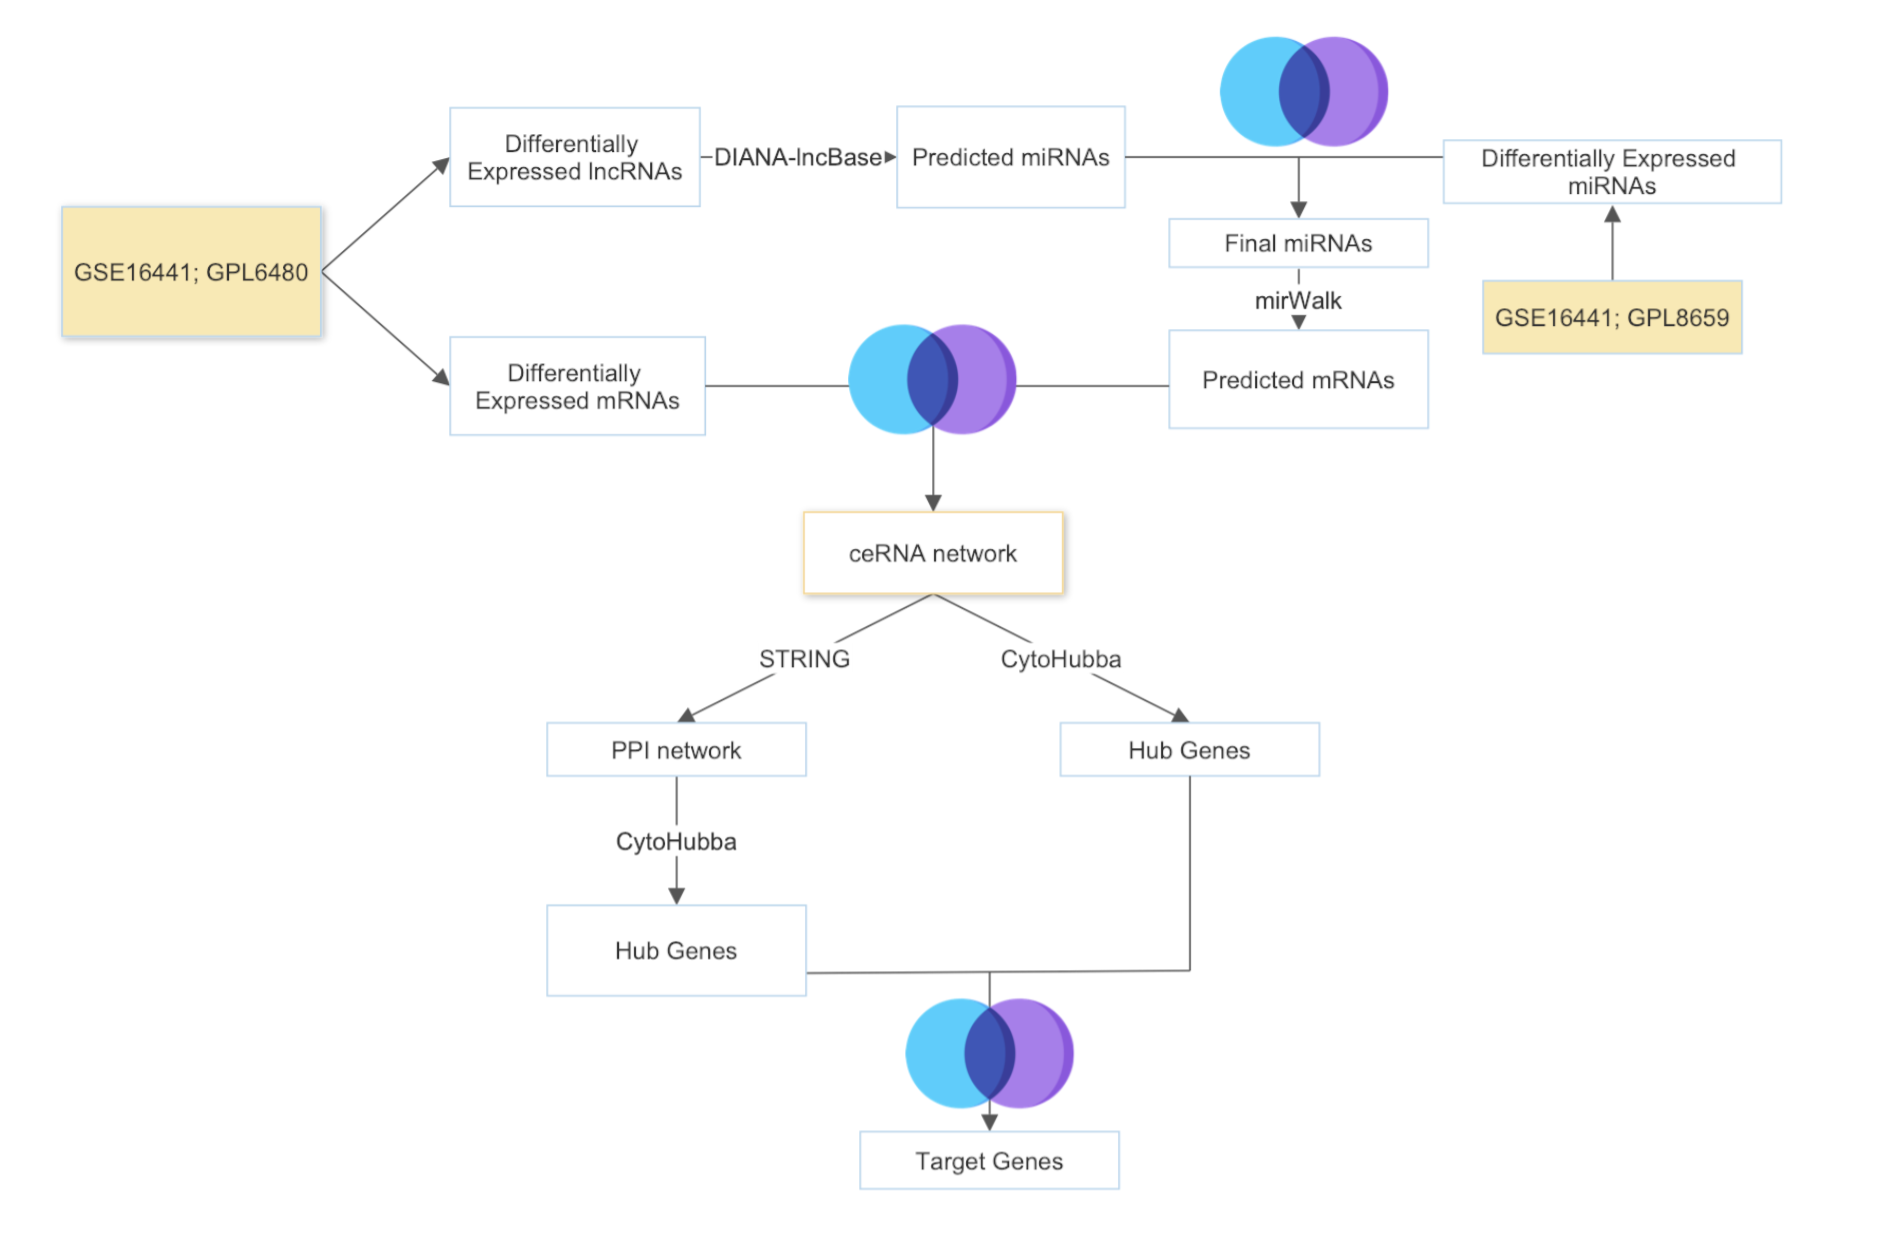 Differentially
Expressed lncRNAs
DIANA-lncBase
Predicted miRNAs
Differentially Expressed
miRNAs
GSE16441; GPL6480
Final miRNAs
mirWalk
GSE16441; GPL8659
Differentially
Expressed mRNAs
Predicted mRNAs
ceRNA network
STRING
CytoHubba
PPI network
Hub Genes
CytoHubba
Hub Genes
Target Genes